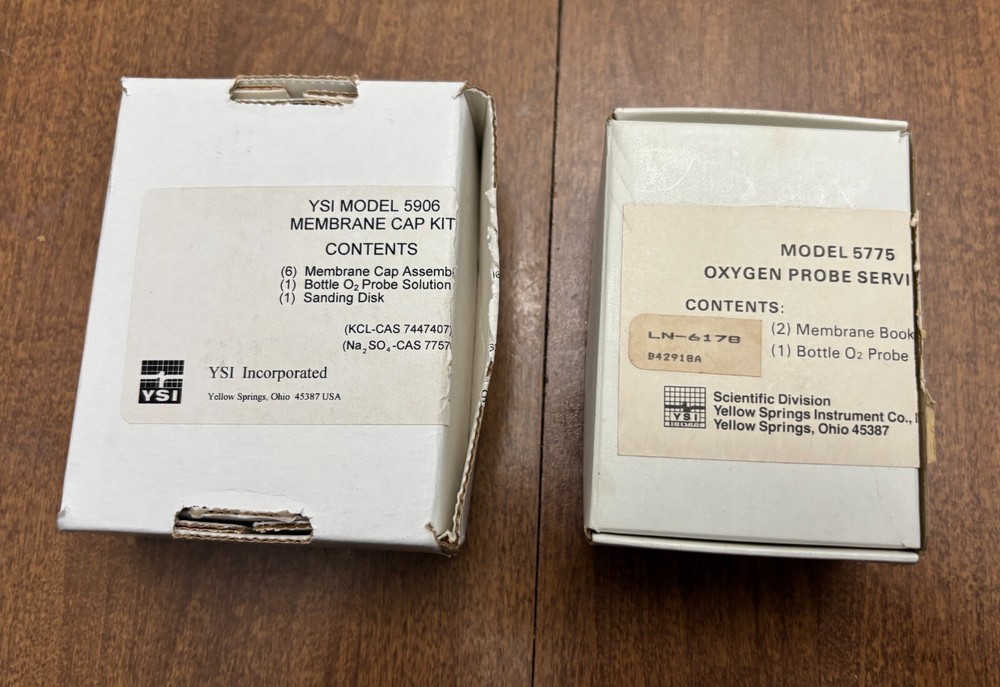 YSI MODEL 5906
MEMBRANE CAP KIT
CONTENTS
(6) Membrane Cap Assemb
(1) Bottle O₂ Probe Solution
(1) Sanding Disk
(KCL-CAS 7447407)
(Na₂SO₄-CAS 7757
YSI
YSI Incorporated
Yellow Springs, Ohio 45387 USA
MODEL 5775
OXYGEN PROBE SERVI
CONTENTS:
LN-6178
B42918A
(2) Membrane Book
(1) Bottle O₂ Probe
YSI
SCIENTIFIC
Scientific Division
Yellow Springs Instrument Co.,
Yellow Springs, Ohio 45387